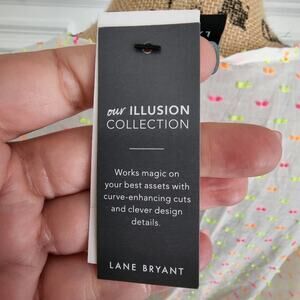 our ILLUSION
COLLECTION
Works magic on
your best assets with
curve-enhancing cuts
and clever design
details.
LANE BRYANT